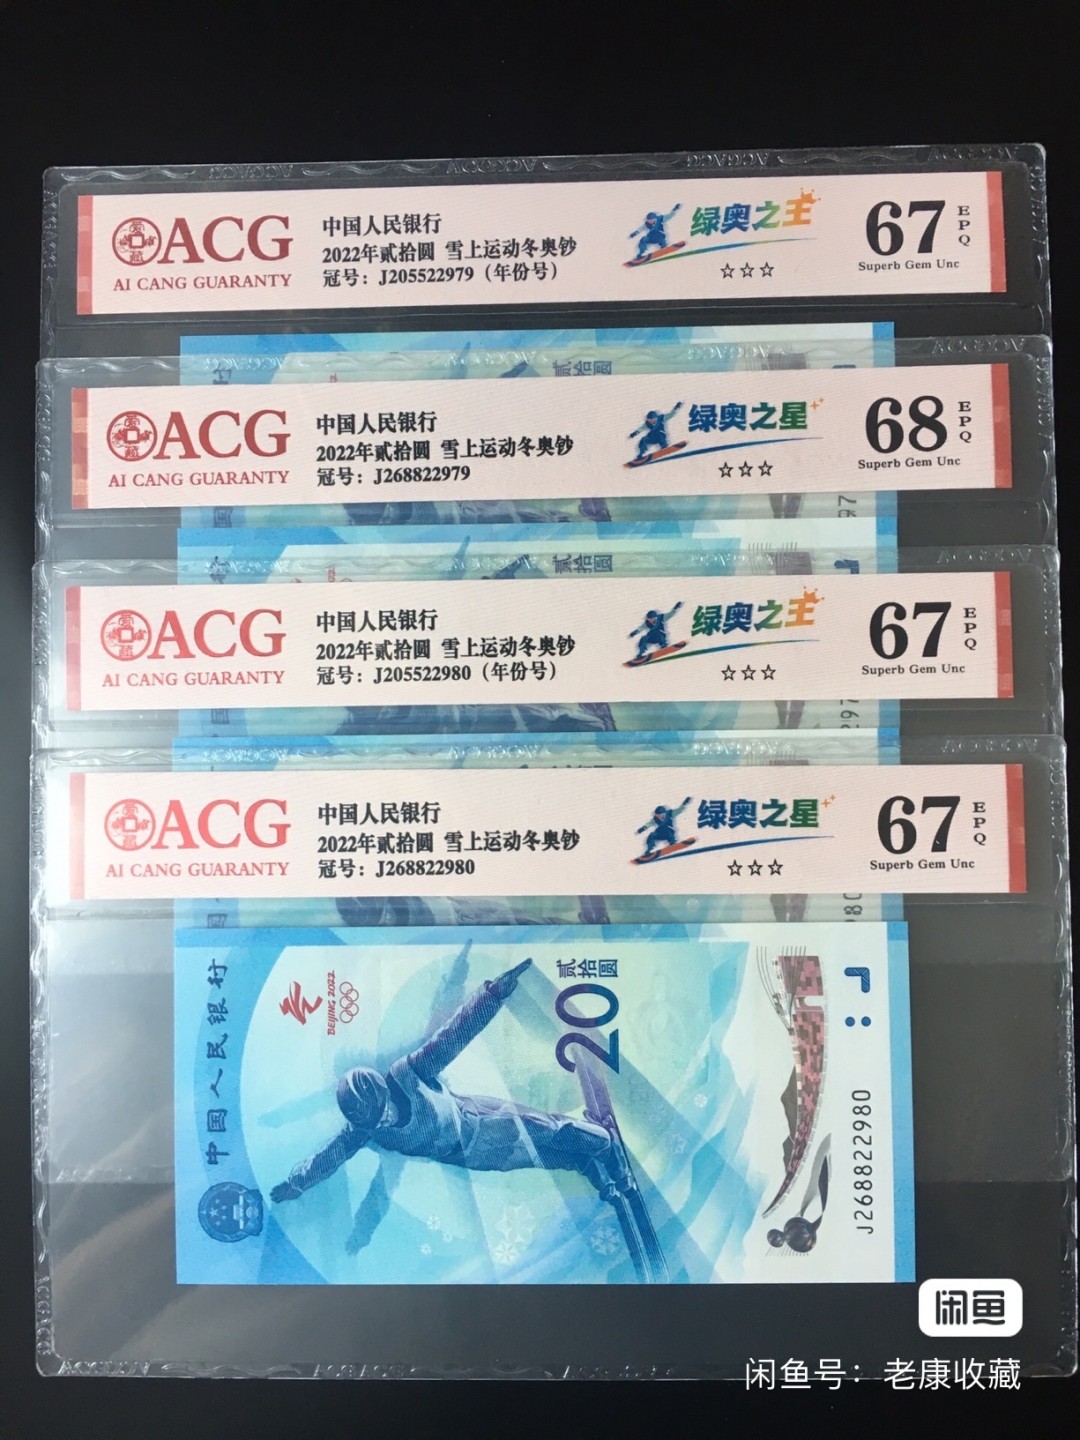 ACG
AI CANG GUARANTY
中国人民银行
2022年贰拾圆 雪上运动冬奥钞
冠号：J205522979（年份号）
绿奥之王
☆☆☆
67
EPQ
Superb Gem Unc
ACG
AI CANG GUARANTY
中国人民银行
2022年贰拾圆 雪上运动冬奥钞
冠号：J268822979
绿奥之星
☆☆☆
68
EPQ
Superb Gem Unc
ACG
AI CANG GUARANTY
中国人民银行
2022年贰拾圆 雪上运动冬奥钞
冠号：J205522980（年份号）
绿奥之王
☆☆☆
67
EPQ
Superb Gem Unc
ACG
AI CANG GUARANTY
中国人民银行
2022年贰拾圆 雪上运动冬奥钞
冠号：J268822980
绿奥之星
☆☆☆
67
EPQ
Superb Gem Unc
中国人民银行
BEIJING 2022
贰拾圆
20
J268822980
闲鱼
闲鱼号：老康收藏